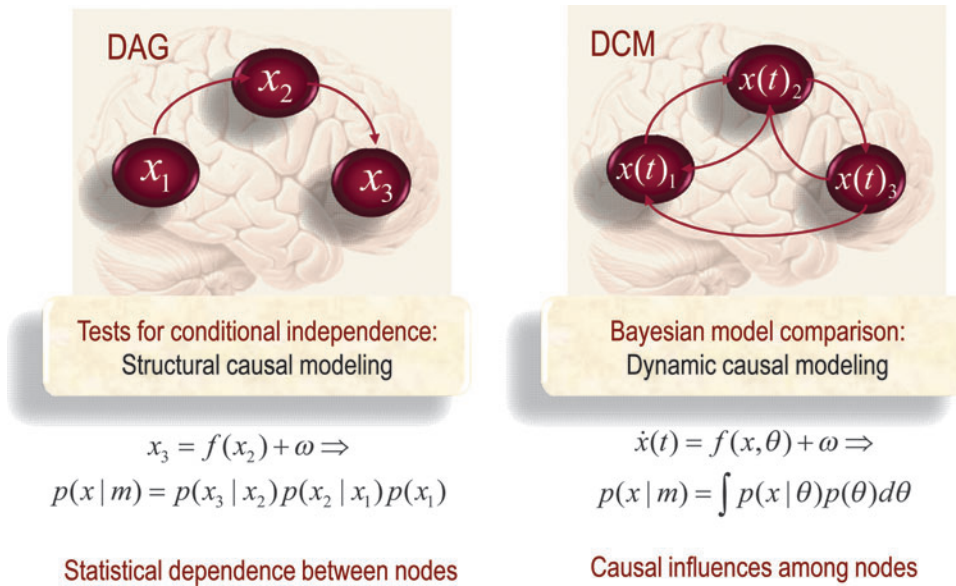 DAG
x₂
x₁
x₃
Tests for conditional independence:
Structural causal modeling
x₃ = f(x₂) + ω ⇒
p(x | m) = p(x₃ | x₂)p(x₂ | x₁)p(x₁)
Statistical dependence between nodes
DCM
x(t)₂
x(t)₁
x(t)₃
Bayesian model comparison:
Dynamic causal modeling
ẋ(t) = f(x,θ) + ω ⇒
p(x | m) = ∫ p(x | θ)p(θ)dθ
Causal influences among nodes